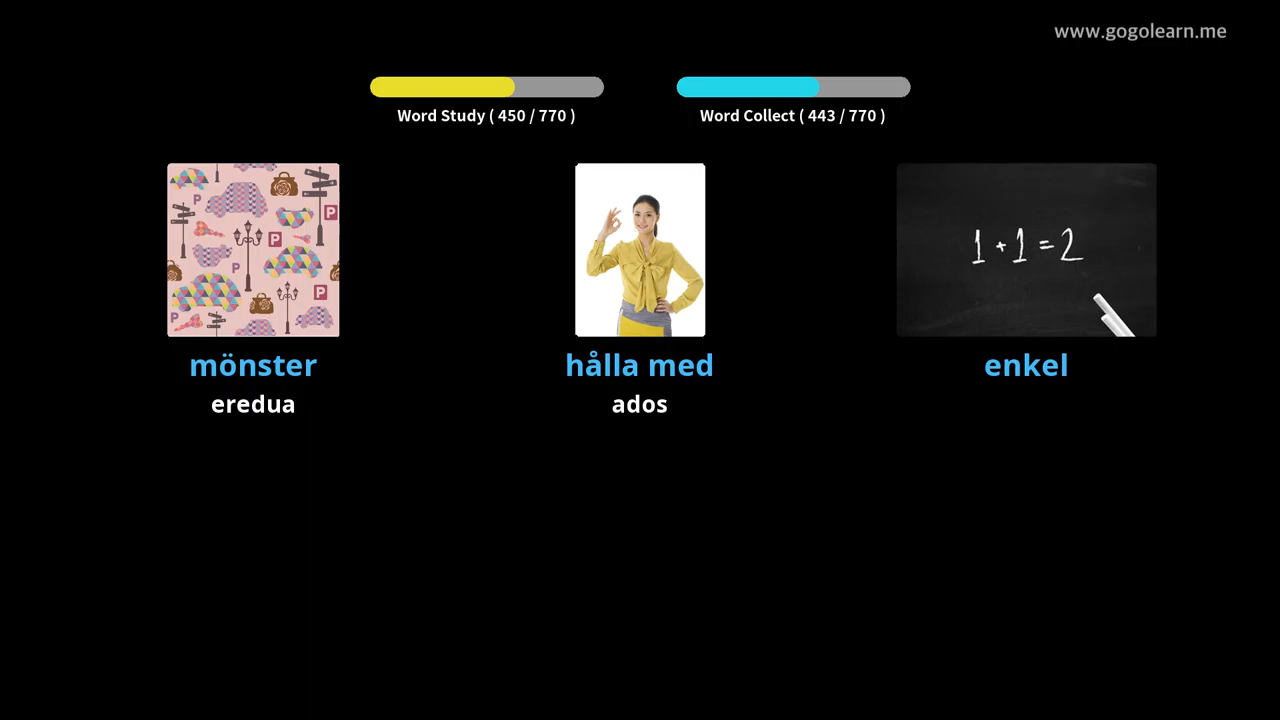 www.gogolearn.me
Word Study ( 450 / 770 )
Word Collect ( 443 / 770 )
P
P
P
P
P
P
1 + 1 = 2
mönster
hålla med
enkel
eredua
ados